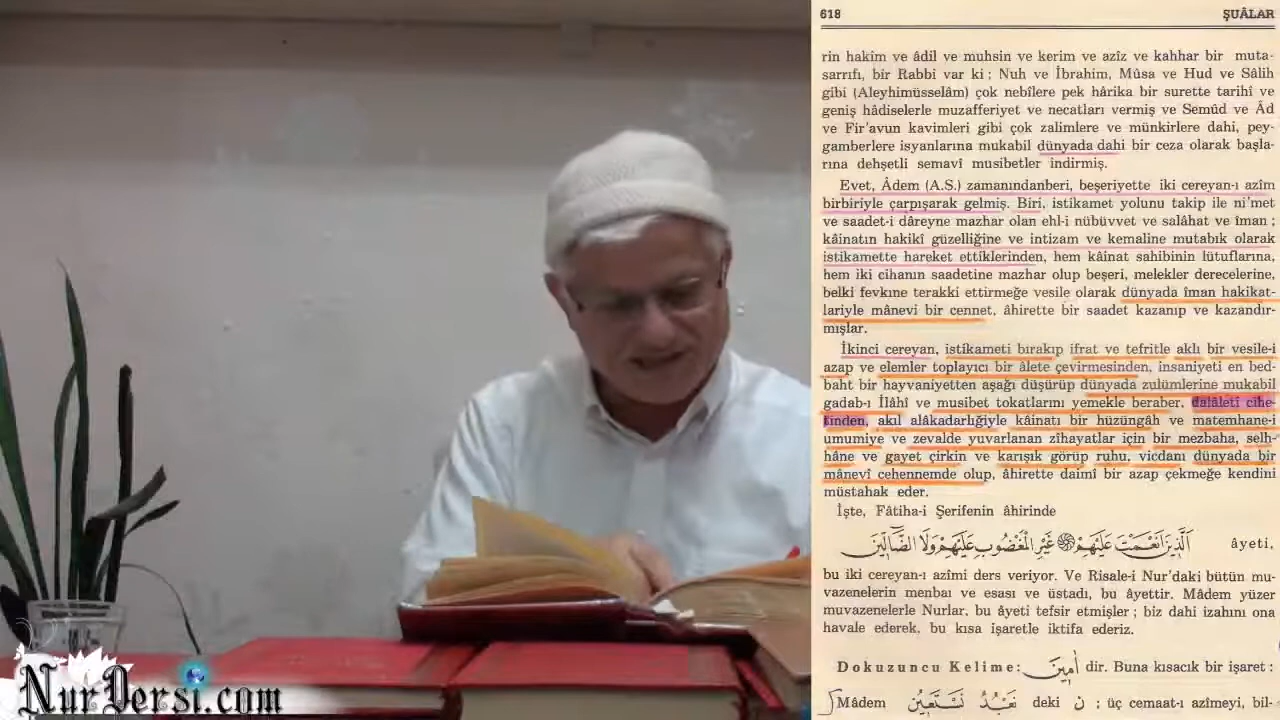 618 ŞUÂLAR
rin hakîm ve âdil ve muhsin ve kerim ve azîz ve kahhar bir muta-
sarrıfı, bir Rabbi var ki ; Nuh ve İbrahim, Mûsa ve Hud ve Sâlih
gibi (Aleyhimüsselâm) çok nebîlere pek hârika bir surette tarihî ve
geniş hâdiselerle muzafferiyet ve necatları vermiş ve Semûd ve Âd
ve Fir'avun kavimleri gibi çok zalimlere ve münkirlere dahi, pey-
gamberlere isyanlarına mukabil dünyada dahi bir ceza olarak başla-
rına dehşetli semavî musibetler indirmiş.
Evet, Âdem (A.S.) zamanındanberi, beşeriyette iki cereyan-ı azîm
birbiriyle çarpışarak gelmiş. Biri, istikamet yolunu takip ile ni'met
ve saadet-i dâreyne mazhar olan ehl-i nübüvvet ve salâhat ve îman ;
kâinatın hakikî güzelliğine ve intizam ve kemaline mutabık olarak
istikamette hareket ettiklerinden, hem kâinat sahibinin lütuflarına,
hem iki cihanın saadetine mazhar olup beşeri, melekler derecelerine,
belki fevkıne terakki ettirmeğe vesile olarak dünyada îman hakikat-
lariyle mânevi bir cennet, âhirette bir saadet kazanıp ve kazandır-
mışlar.
İkinci cereyan, istikameti bırakıp ifrat ve tefritle aklı bir vesile-i
azap ve elemler toplayıcı bir âlete çevirmesinden, insaniyeti en bed-
baht bir hayvaniyetten aşağı düşürüp dünyada zulümlerine mukabil
gadab-ı İlâhî ve musibet tokatlarını yemekle beraber, dalâleti cihe-
tinden, akıl alâkadarlığiyle kâinatı bir hüzüngâh ve matemhane-i
umumiye ve zevalde yuvarlanan zîhayatlar için bir mezbaha, selh-
hâne ve gayet çirkin ve karışık görüp ruhu, vicdanı dünyada bir
mânevî cehennemde olup, âhirette daimî bir azap çekmeğe kendini
müstahak eder.
İşte, Fâtiha-i Şerifenin âhirinde
اَلَّذِينَ اَنْعَمْتَ عَلَيْهِمْ غَيْرِ الْمَغْضُوبِ عَلَيْهِمْ وَلَا الضَّٓالِّينَ âyeti,
bu iki cereyan-ı azîmi ders veriyor. Ve Risale-i Nur'daki bütün mu-
vazenelerin menbaı ve esası ve üstadı, bu âyettir. Mâdem yüzer
muvazenelerle Nurlar, bu âyeti tefsir etmişler ; biz dahi izahını ona
havale ederek, bu kısa işaretle iktifa ederiz.
Dokuzuncu Kelime: اٰمِينَ dir. Buna kısacık bir işaret :
Mâdem نَعْبُدُ نَسْتَعِينُ deki ن ; üç cemaat-ı azîmeyi, bil-
NurDersi.com